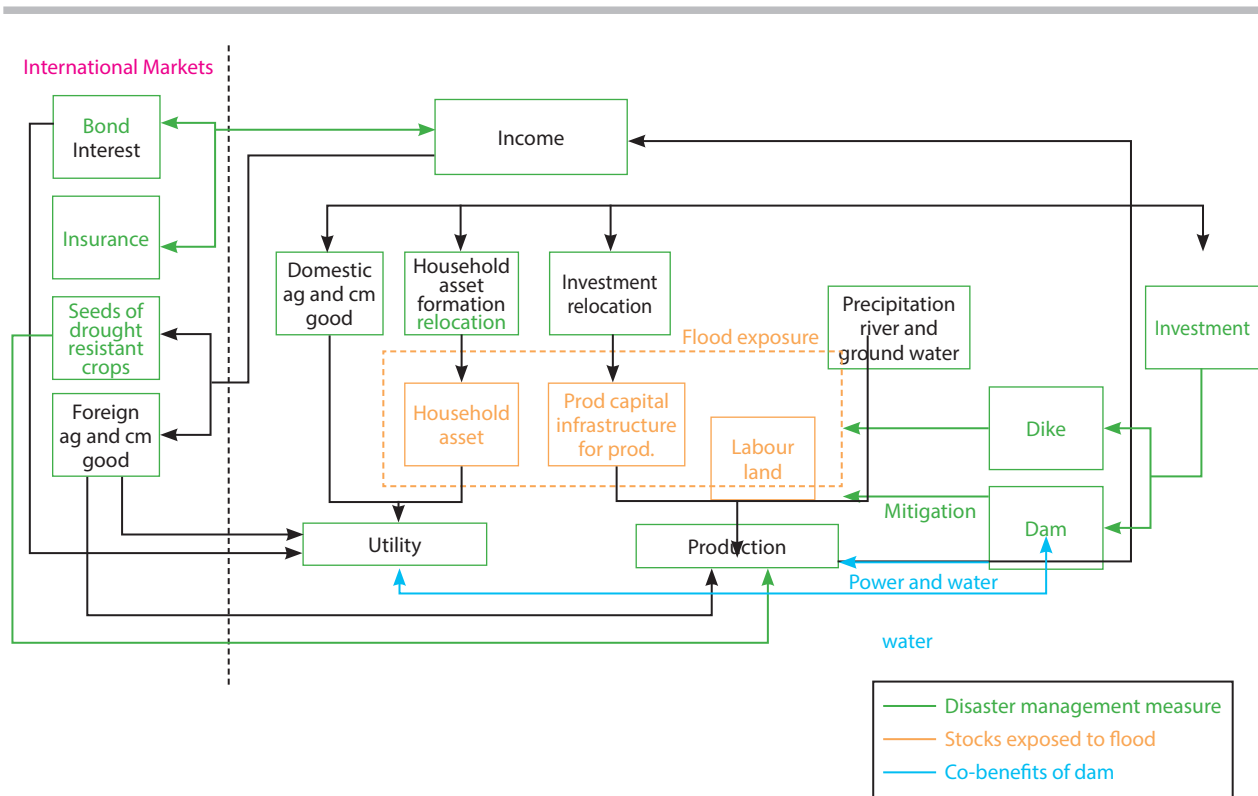 International Markets
Bond
Interest
Insurance
Seeds of
drought
resistant
crops
Foreign
ag and cm
good
Income
Domestic
ag and cm
good
Household
asset
formation
relocation
Investment
relocation
Precipitation
river and
ground water
Investment
Flood exposure
Household
asset
Prod capital
infrastructure
for prod.
Labour
land
Dike
Mitigation
Dam
Utility
Production
Power and water
water
Disaster management measure
Stocks exposed to flood
Co-benefits of dam